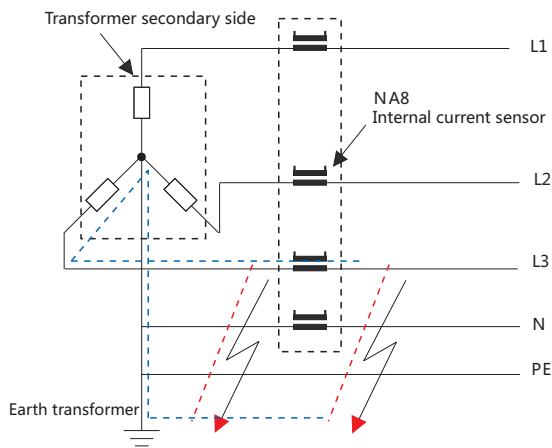 Transformer secondary side
L1
NA8
Internal current sensor
L2
L3
N
PE
Earth transformer